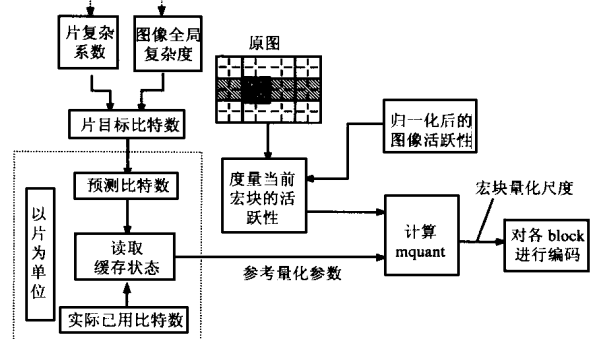 片复杂
系数
图像全局
复杂度
原图
片目标比特数
归一化后的
图像活跃性
预测比特数
度量当前
宏块的活
跃性
以片为单位
读取
缓存状态
计算
mquant
宏块量化尺度
对各 block
进行编码
参考量化参数
实际已用比特数